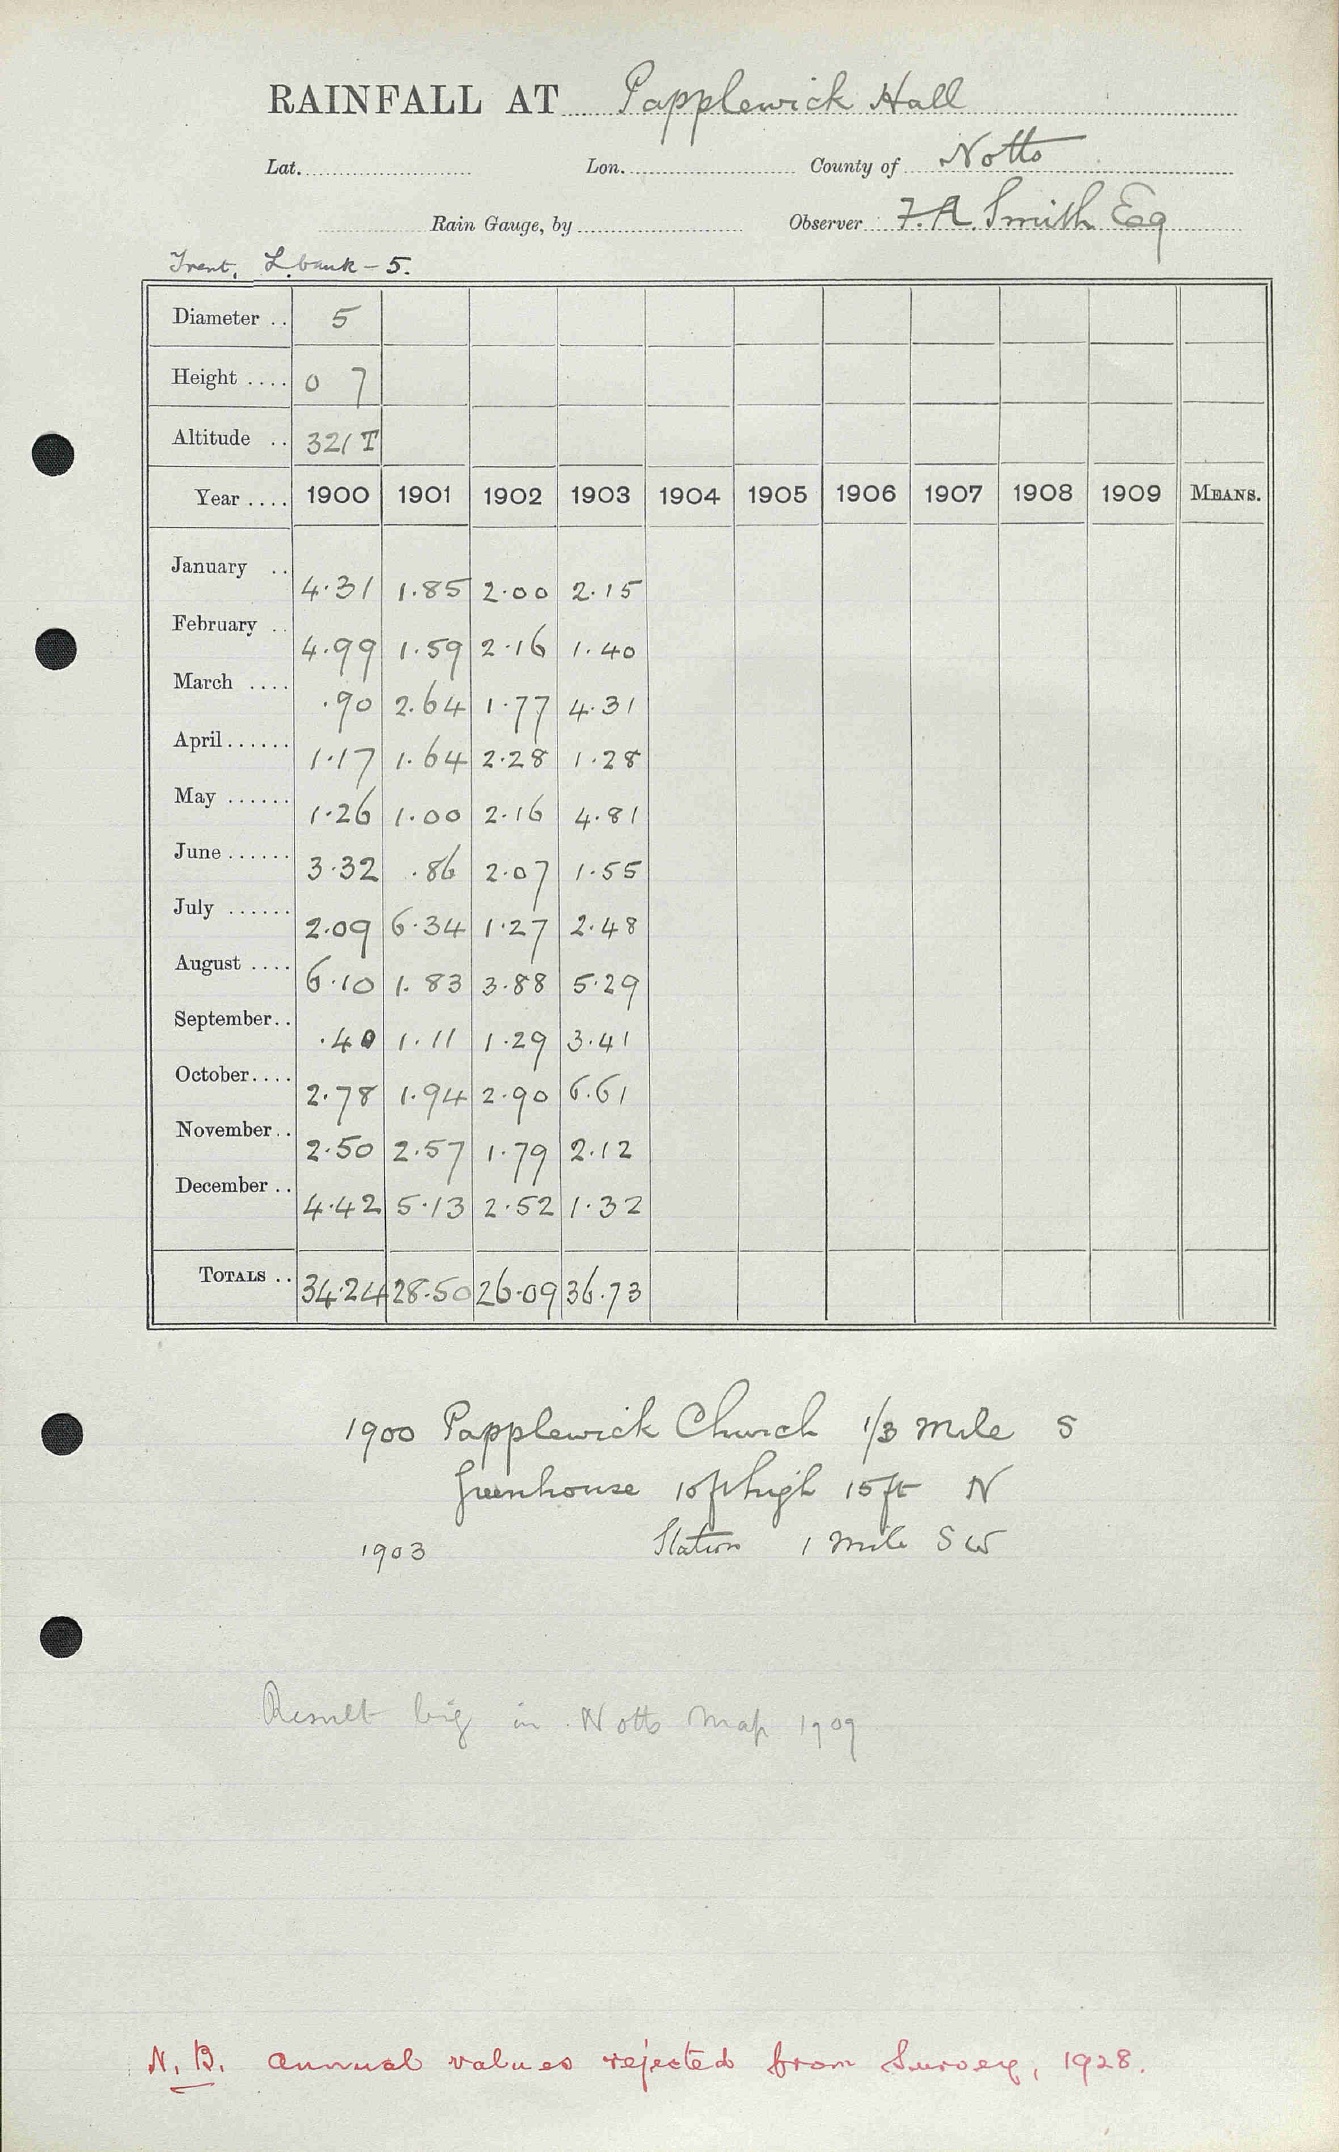 RAINFALL AT Papplewick Hall
Lat. Lon. County of Notts
Rain Gauge, by Observer F.A. Smith Esq
Trent, L. bank - 5.
Diameter .. 5
Height .... 0 7
Altitude .. 321 T
Year .... 1900 1901 1902 1903 1904 1905 1906 1907 1908 1909 MEANS.
January .. 4.31 1.85 2.00 2.15
February .. 4.99 1.59 2.16 1.40
March .... .90 2.64 1.77 4.31
April...... 1.17 1.64 2.28 1.28
May ...... 1.26 1.00 2.16 4.81
June ...... 3.32 .86 2.07 1.55
July ...... 2.09 6.34 1.27 2.48
August .... 6.10 1.83 3.88 5.29
September.. .40 1.11 1.29 3.41
October.... 2.78 1.94 2.90 6.61
November.. 2.50 2.57 1.79 2.12
December .. 4.42 5.13 2.52 1.32
TOTALS .. 34.24 28.50 26.09 36.73
1900 Papplewick Church 1/3 mile S
Greenhouse 10ft high 15ft N
1903 Station 1 mile SW
Result big in Notts Map 1909
N.B. Annual values rejected from Survey, 1928.